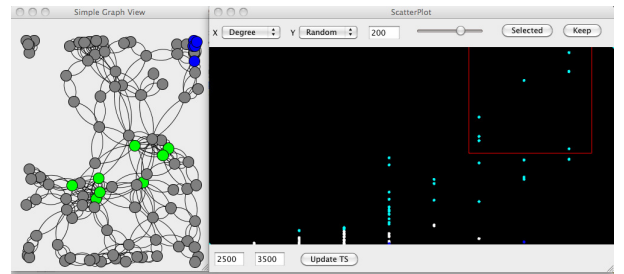 Simple Graph View
ScatterPlot
X Degree Y Random 200 Selected Keep
2500 3500 Update TS